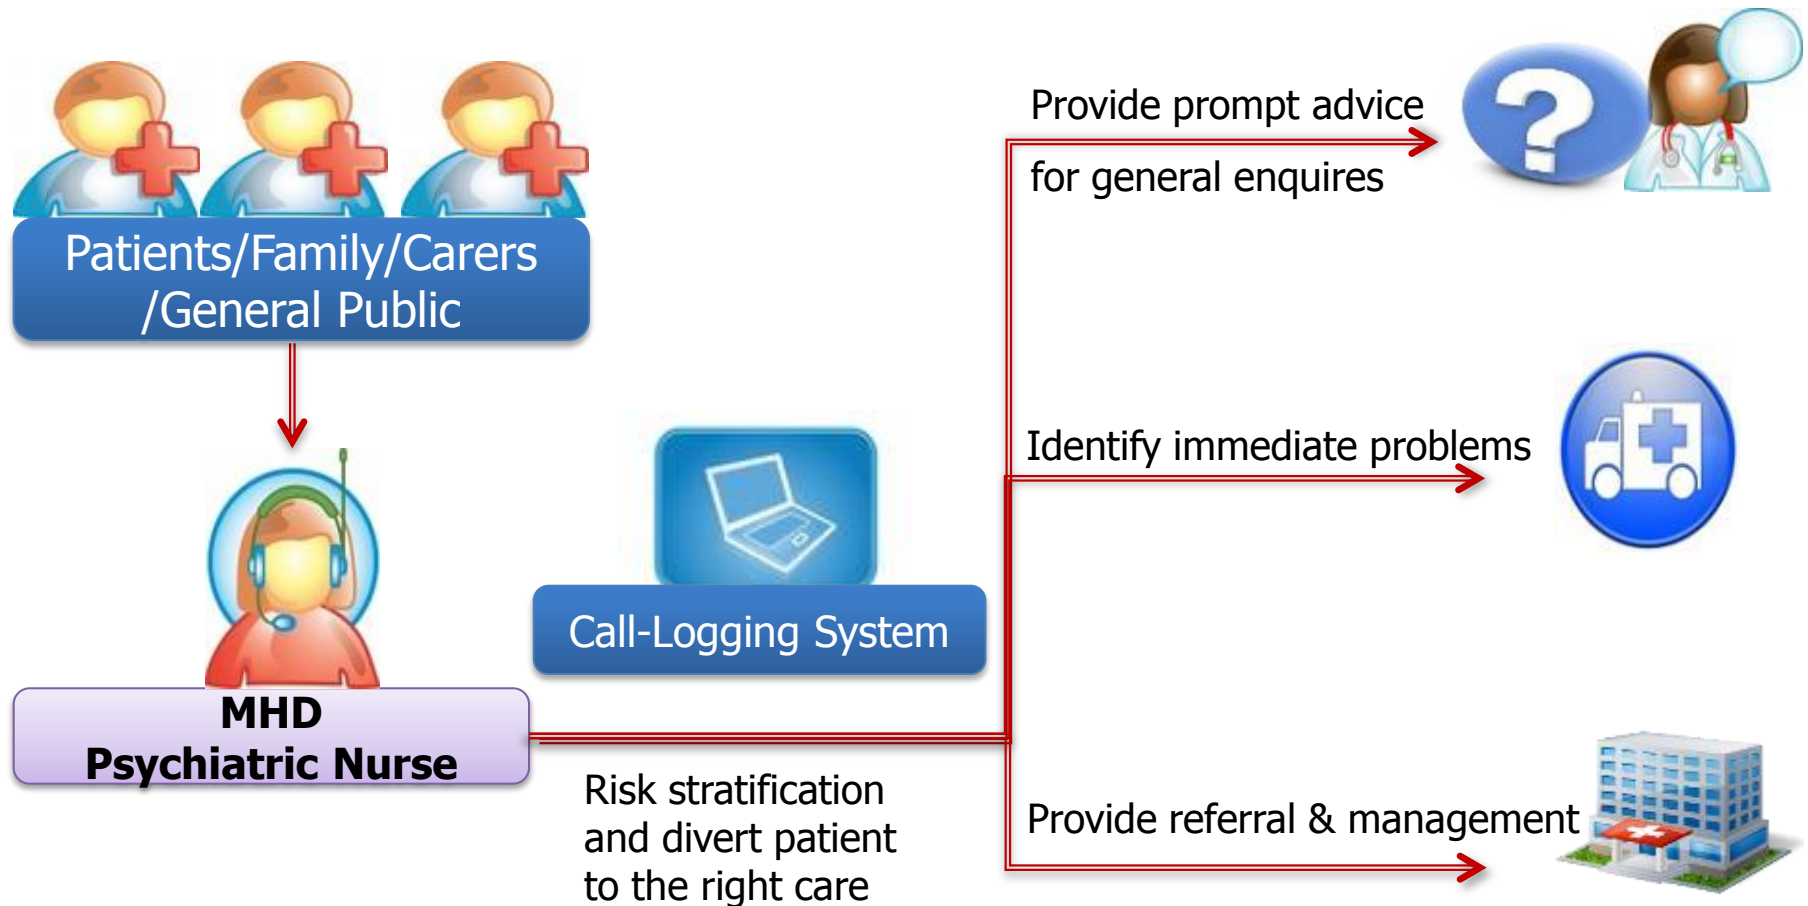 Patients/Family/Carers
/General Public
MHD
Psychiatric Nurse
Call-Logging System
Risk stratification
and divert patient
to the right care
Provide prompt advice
for general enquires
Identify immediate problems
Provide referral & management